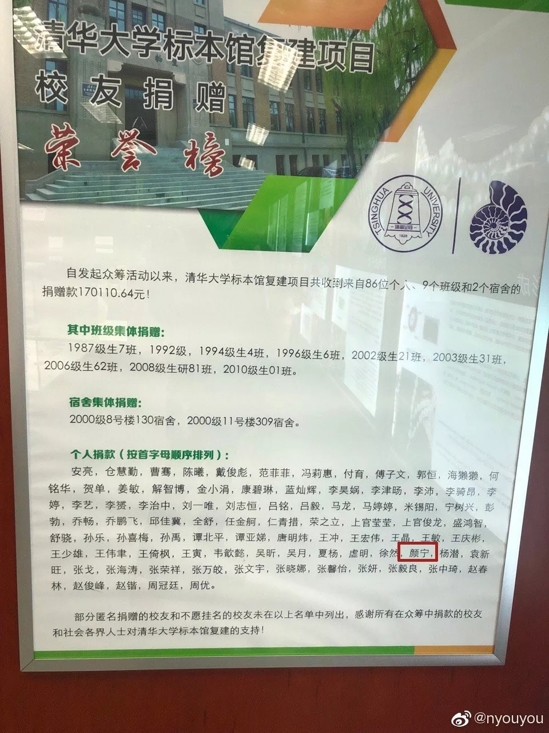 清华大学标本馆复建项目
校友捐赠
荣誉榜
TSINGHUA UNIVERSITY
自发起众筹活动以来，清华大学标本馆复建项目共收到来自86位个人、9个班级和2个宿舍的
捐赠款170110.64元！
其中班级集体捐赠：
1987级生7班，1992级，1994级生4班，1996级生6班，2002级生21班，2003级生31班，
2006级生62班，2008级生研81班，2010级生01班。
宿舍集体捐赠：
2000级8号楼130宿舍，2000级11号楼309宿舍。
个人捐款（按首字母顺序排列）：
安亮，仓慧勤，曹骞，陈曦，戴俊彪，范菲菲，冯莉惠，付育，傅子文，郭恒，海獭獭，何
铭华，贺单，姜敏，解智博，金小涓，康碧琳，蓝灿辉，李昊娲，李津旸，李沛，李骑昂，李
婷，李艺，李赟，李治中，刘一唯，刘志恒，吕铭，吕毅，马龙，马婷婷，米锡阳，宁树兴，彭
勃，乔畅，乔鹏飞，邱佳冀，全舒，任金舸，仁青措，荣之立，上官莹莹，上官俊龙，盛鸿智，
舒骁，孙乐，孙喜梅，孙禹，谭北平，谭亚娣，唐明炜，王冲，王宏伟，王晶，王敏，王庆彬，
王少雄，王伟聿，王倚枫，王寅，韦歆懿，吴昕，吴月，夏杨，虚明，徐然，颜宁，杨潜，袁新
旺，张戈，张海涛，张荣祥，张万皎，张文宇，张晓娜，张馨怡，张妍，张毅良，张中琦，赵春
林，赵俊峰，赵锴，周冠廷，周优。
部分匿名捐赠的校友和不愿挂名的校友未在以上名单中列出，感谢所有在众筹中捐款的校友
和社会各界人士对清华大学标本馆复建的支持！
@nyouyou